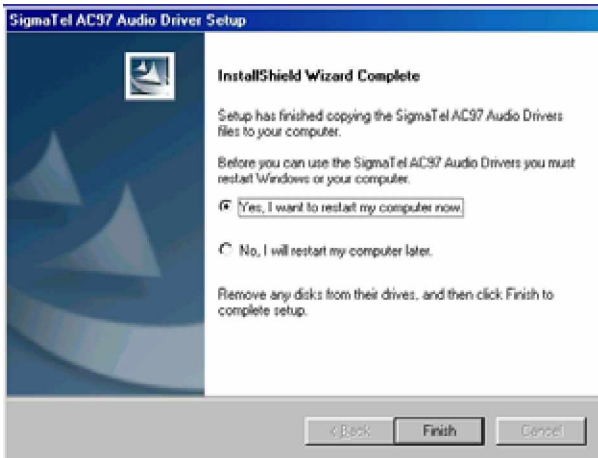 SigmaTel AC97 Audio Driver Setup
InstallShield Wizard Complete
Setup has finished copying the SigmaTel AC97 Audio Drivers
files to your computer.
Before you can use the SigmaTel AC97 Audio Drivers you must
restart Windows or your computer.
Yes, I want to restart my computer now.
No, I will restart my computer later.
Remove any disks from their drives, and then click Finish to
complete setup.
< Back
Finish
Cancel